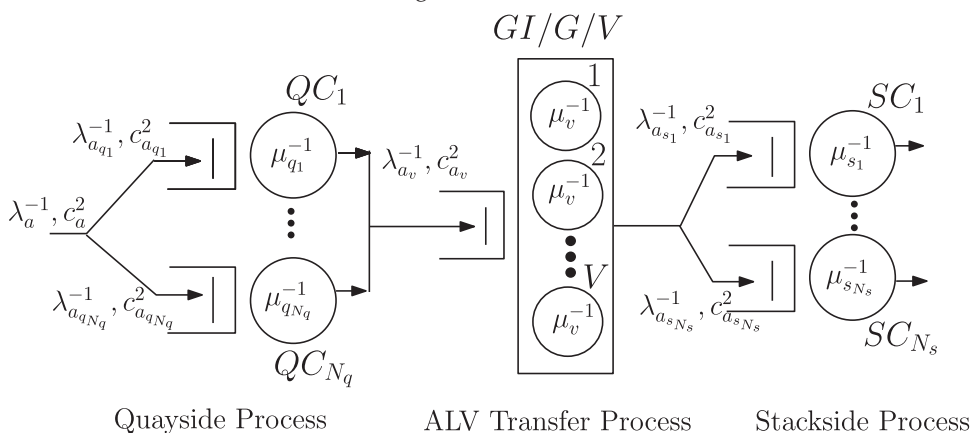 GI/G/V
QC₁
λ_{a_{q_1}}^{-1}, c_{a_{q_1}}^2
μ_{q_1}^{-1}
λ_a^{-1}, c_a^2
λ_{a_{q_{N_q}}}^{-1}, c_{a_{q_{N_q}}}^2
μ_{q_{N_q}}^{-1}
QC_{N_q}
λ_{a_v}^{-1}, c_{a_v}^2
1
μ_v^{-1}
2
μ_v^{-1}
V
μ_v^{-1}
λ_{a_{s_1}}^{-1}, c_{a_{s_1}}^2
SC₁
μ_{s_1}^{-1}
λ_{a_{s_{N_s}}}^{-1}, c_{a_{s_{N_s}}}^2
μ_{s_{N_s}}^{-1}
SC_{N_s}
Quayside Process
ALV Transfer Process
Stackside Process